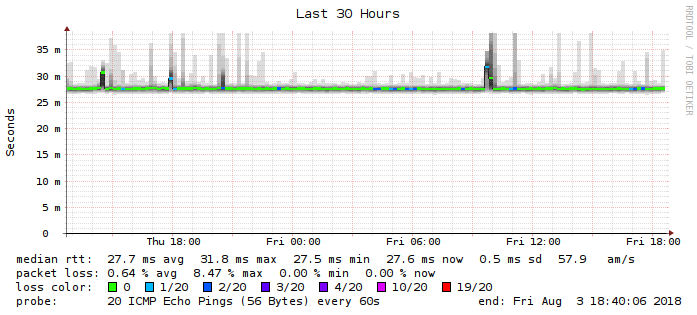 Last 30 Hours
RRDTOOL / TOBI OETIKER
Seconds
35 m
30 m
25 m
20 m
15 m
10 m
5 m
0
Thu 18:00 Fri 00:00 Fri 06:00 Fri 12:00 Fri 18:00
median rtt: 27.7 ms avg 31.8 ms max 27.5 ms min 27.6 ms now 0.5 ms sd 57.9 am/s
packet loss: 0.64 % avg 8.47 % max 0.00 % min 0.00 % now
loss color: 0 1/20 2/20 3/20 4/20 10/20 19/20
probe: 20 ICMP Echo Pings (56 Bytes) every 60s end: Fri Aug 3 18:40:06 2018